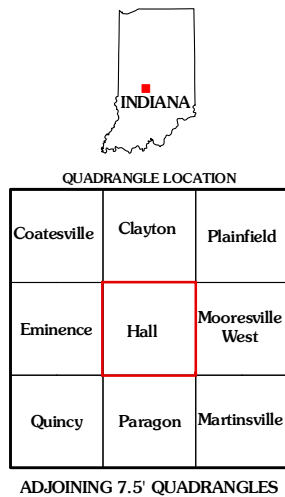 INDIANA
QUADRANGLE LOCATION
Coatesville
Clayton
Plainfield
Eminence
Hall
Mooresville
West
Quincy
Paragon
Martinsville
ADJOINING 7.5' QUADRANGLES